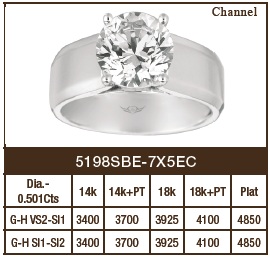 Channel
5198SBE-7X5EC
Dia.-
0.501Cts 14k 14k+PT 18k 18k+PT Plat
G-H VS2-SI1 3400 3700 3925 4100 4850
G-H SI1-SI2 3400 3700 3925 4100 4850